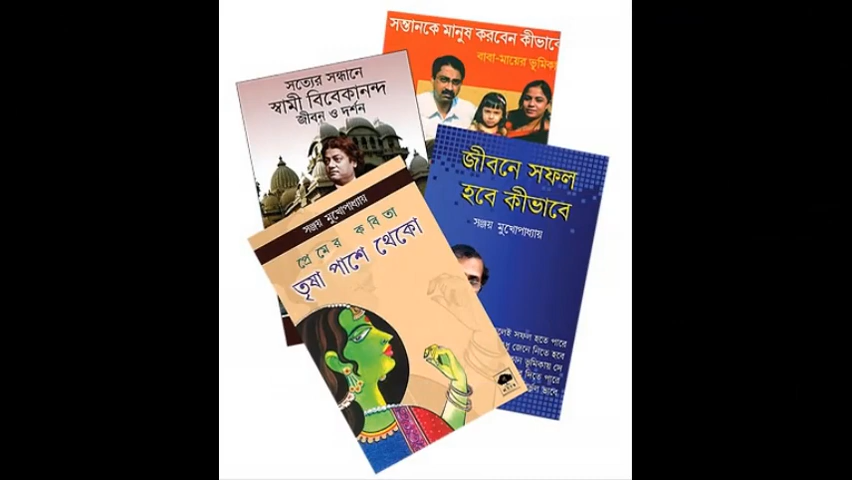 সন্তানকে মানুষ করবেন কীভাবে
বাবা-মায়ের ভূমিকা
সত্যের সন্ধানে
স্বামী বিবেকানন্দ
জীবন ও দর্শন
জীবনে সফল
হবে কীভাবে
সঞ্জয় মুখোপাধ্যায়
লেই সফল হতে পারে
ধু জেনে নিতে হবে
ভূমিকায় সে
দিতে পারে
ভাবে
সঞ্জয় মুখোপাধ্যায়
প্রেমের কবিতা
তৃষা পাশে থেকো